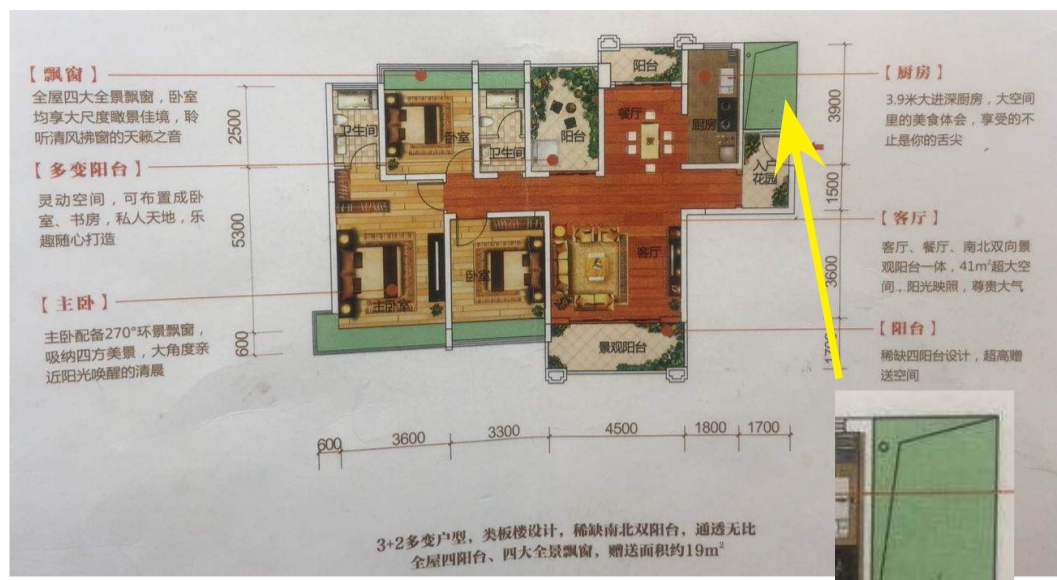 【 飘窗 】
全屋四大全景飘窗，卧室
均享大尺度瞰景佳境，聆
听清风拂窗的天籁之音
【 多变阳台 】
灵动空间，可布置成卧
室、书房，私人天地，乐
趣随心打造
【 主卧 】
主卧配备270°环景飘窗，
吸纳四方美景，大角度亲
近阳光唤醒的清晨
2500
5300
600
卫生间
卧室
卫生间
阳台
阳台
餐厅
厨房
入户
花园
主卧室
卧室
客厅
景观阳台
3900
1500
3600
1700
【 厨房 】
3.9米大进深厨房，大空间
里的美食体会，享受的不
止是你的舌尖
【 客厅 】
客厅、餐厅、南北双向景
观阳台一体，41m²超大空
间，阳光映照，尊贵大气
【 阳台 】
稀缺四阳台设计，超高赠
送空间
600 3600 3300 4500 1800 1700
3+2多变户型，类板楼设计，稀缺南北双阳台，通透无比
全屋四阳台、四大全景飘窗，赠送面积约19m²